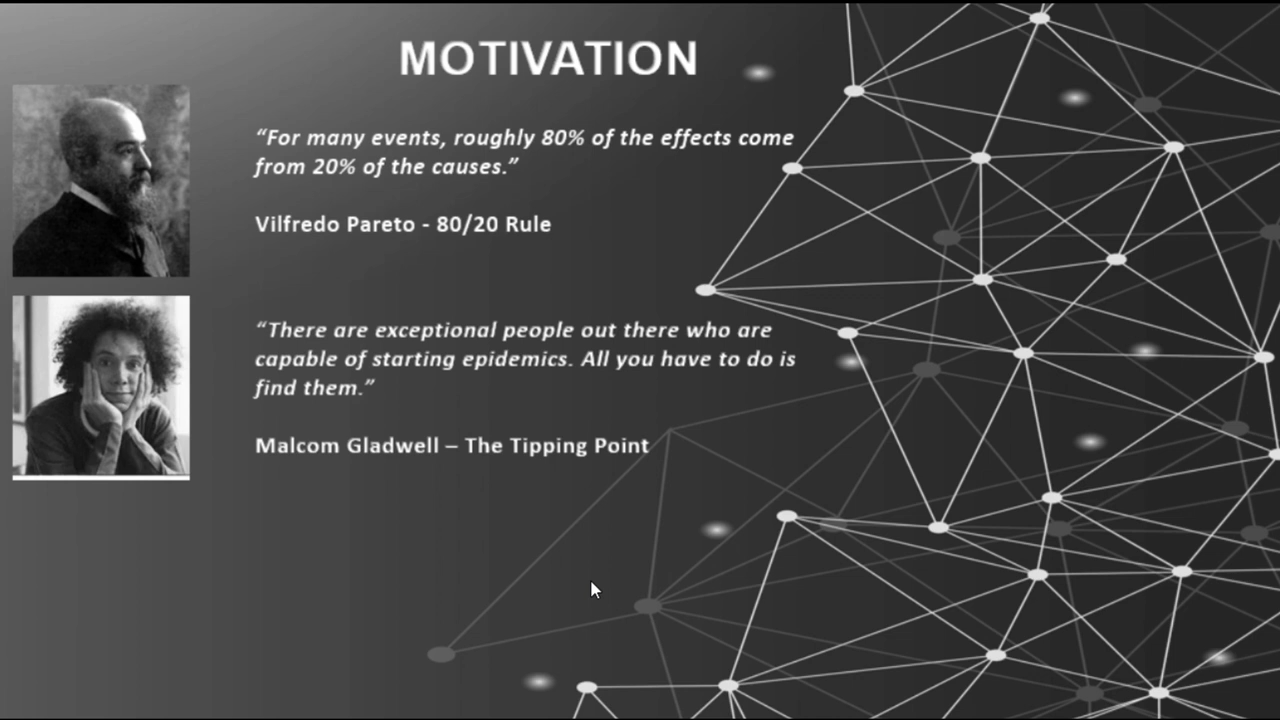 MOTIVATION
“For many events, roughly 80% of the effects come
from 20% of the causes.”
Vilfredo Pareto - 80/20 Rule
“There are exceptional people out there who are
capable of starting epidemics. All you have to do is
find them.”
Malcom Gladwell – The Tipping Point